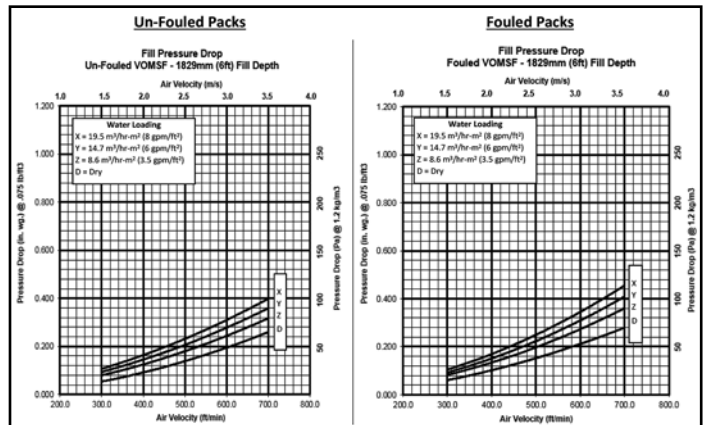 Un-Fouled Packs
Fill Pressure Drop
Un-Fouled VOMSF - 1829mm (6ft) Fill Depth
Air Velocity (m/s)
1.0 1.5 2.0 2.5 3.0 3.5 4.0
1.200
1.000
0.800
0.600
0.400
0.200
0.000
Pressure Drop (in. wg.) @ .075 lb/ft3
Water Loading
X = 19.5 m³/hr-m² (8 gpm/ft²)
Y = 14.7 m³/hr-m² (6 gpm/ft²)
Z = 8.6 m³/hr-m² (3.5 gpm/ft²)
D = Dry
X
Y
Z
D
250
200
150
100
50
Pressure Drop (Pa) @ 1.2 kg/m3
200.0 300.0 400.0 500.0 600.0 700.0 800.0
Air Velocity (ft/min)
Fouled Packs
Fill Pressure Drop
Fouled VOMSF - 1829mm (6ft) Fill Depth
Air Velocity (m/s)
1.0 1.5 2.0 2.5 3.0 3.5 4.0
1.200
1.000
0.800
0.600
0.400
0.200
0.000
Pressure Drop (in. wg.) @ .075 lb/ft3
Water Loading
X = 19.5 m³/hr-m² (8 gpm/ft²)
Y = 14.7 m³/hr-m² (6 gpm/ft²)
Z = 8.6 m³/hr-m² (3.5 gpm/ft²)
D = Dry
X
Y
Z
D
250
200
150
100
50
Pressure Drop (Pa) @ 1.2 kg/m3
200.0 300.0 400.0 500.0 600.0 700.0 800.0
Air Velocity (ft/min)